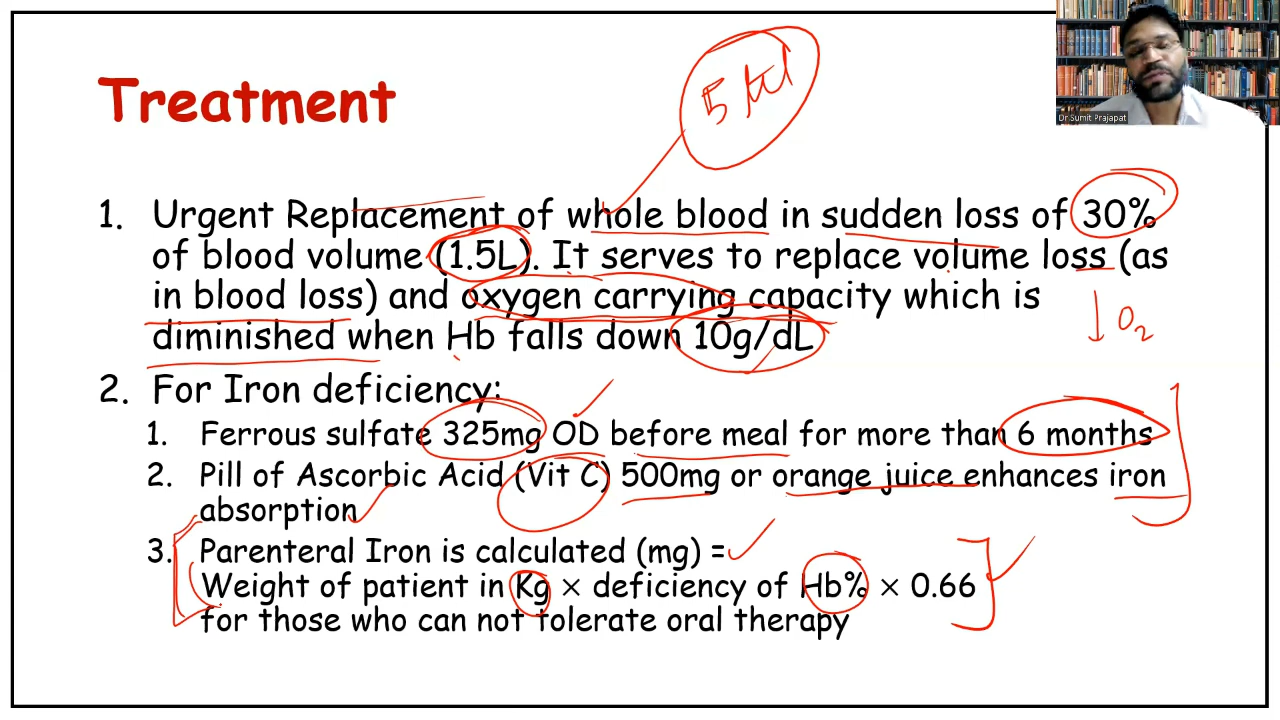 Treatment
5 ltr
Dr Sumit Prajapat
1. Urgent Replacement of whole blood in sudden loss of 30%
of blood volume (1.5L). It serves to replace volume loss (as
in blood loss) and oxygen carrying capacity which is
diminished when Hb falls down 10g/dL
↓ O₂
2. For Iron deficiency:
1. Ferrous sulfate 325mg OD before meal for more than 6 months
2. Pill of Ascorbic Acid (Vit C) 500mg or orange juice enhances iron
absorption
3. Parenteral Iron is calculated (mg) =
Weight of patient in Kg × deficiency of Hb% × 0.66
for those who can not tolerate oral therapy